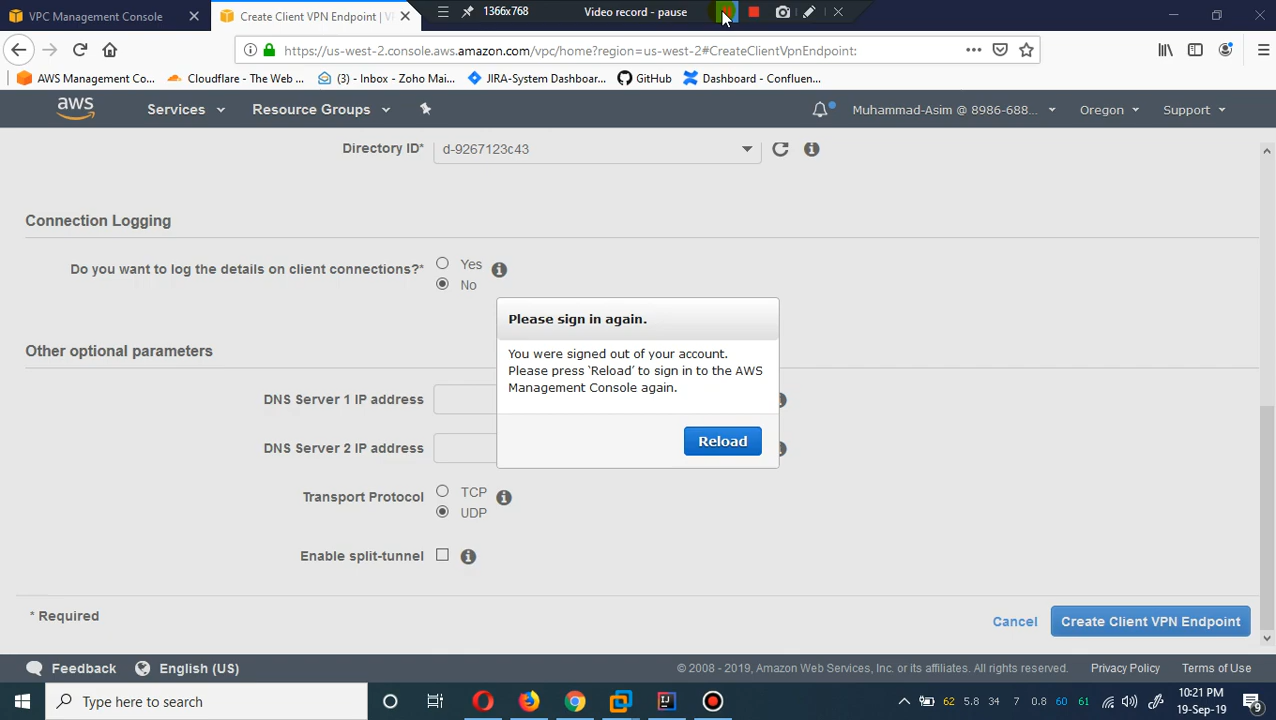 VPC Management Console
Create Client VPN Endpoint | V
1366x768
Video record - pause
https://us-west-2.console.aws.amazon.com/vpc/home?region=us-west-2#CreateClientVpnEndpoint:
AWS Management Co...
Cloudflare - The Web ...
(3) - Inbox - Zoho Mai...
JIRA-System Dashboar...
GitHub
Dashboard - Confluen...
aws
Services
Resource Groups
Muhammad-Asim @ 8986-688...
Oregon
Support
Directory ID*
d-9267123c43
Connection Logging
Do you want to log the details on client connections?*
Yes
No
Please sign in again.
You were signed out of your account.
Please press ‘Reload’ to sign in to the AWS
Management Console again.
Reload
Other optional parameters
DNS Server 1 IP address
DNS Server 2 IP address
Transport Protocol
TCP
UDP
Enable split-tunnel
* Required
Cancel
Create Client VPN Endpoint
Feedback
English (US)
© 2008 - 2019, Amazon Web Services, Inc. or its affiliates. All rights reserved.
Privacy Policy
Terms of Use
Type here to search
62 5.8 34 7 0.8 60 61
10:21 PM
19-Sep-19
9